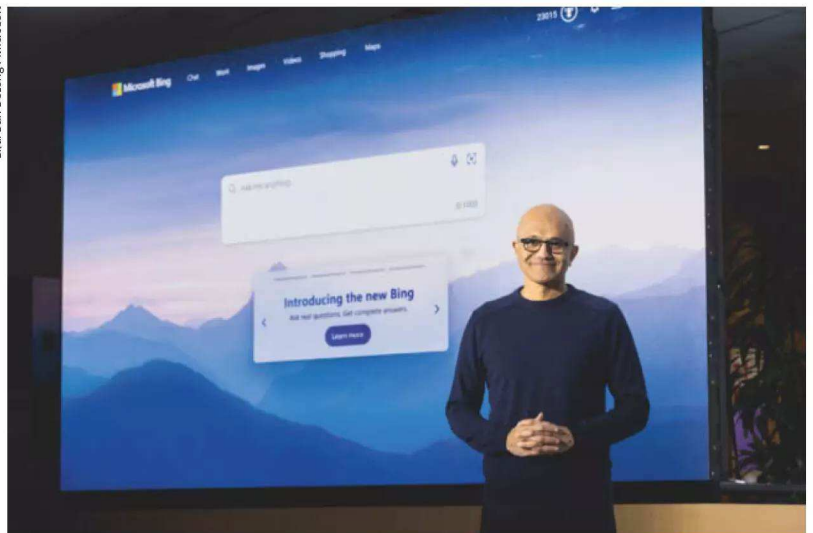 23015
Microsoft Bing Chat Work Images Videos Shopping Maps
Ask me anything
Introducing the new Bing
Ask real questions. Get complete answers.
Learn more